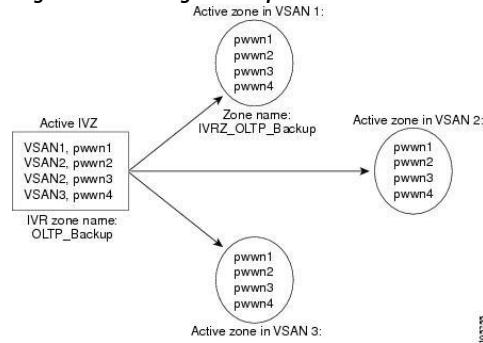 Active zone in VSAN 1:
pwwn1
pwwn2
pwwn3
pwwn4
Zone name:
IVRZ_OLTP_Backup
Active IVZ
VSAN1, pwwn1
VSAN2, pwwn2
VSAN2, pwwn3
VSAN3, pwwn4
IVR zone name:
OLTP_Backup
Active zone in VSAN 2:
pwwn1
pwwn2
pwwn3
pwwn4
pwwn1
pwwn2
pwwn3
pwwn4
Active zone in VSAN 3: